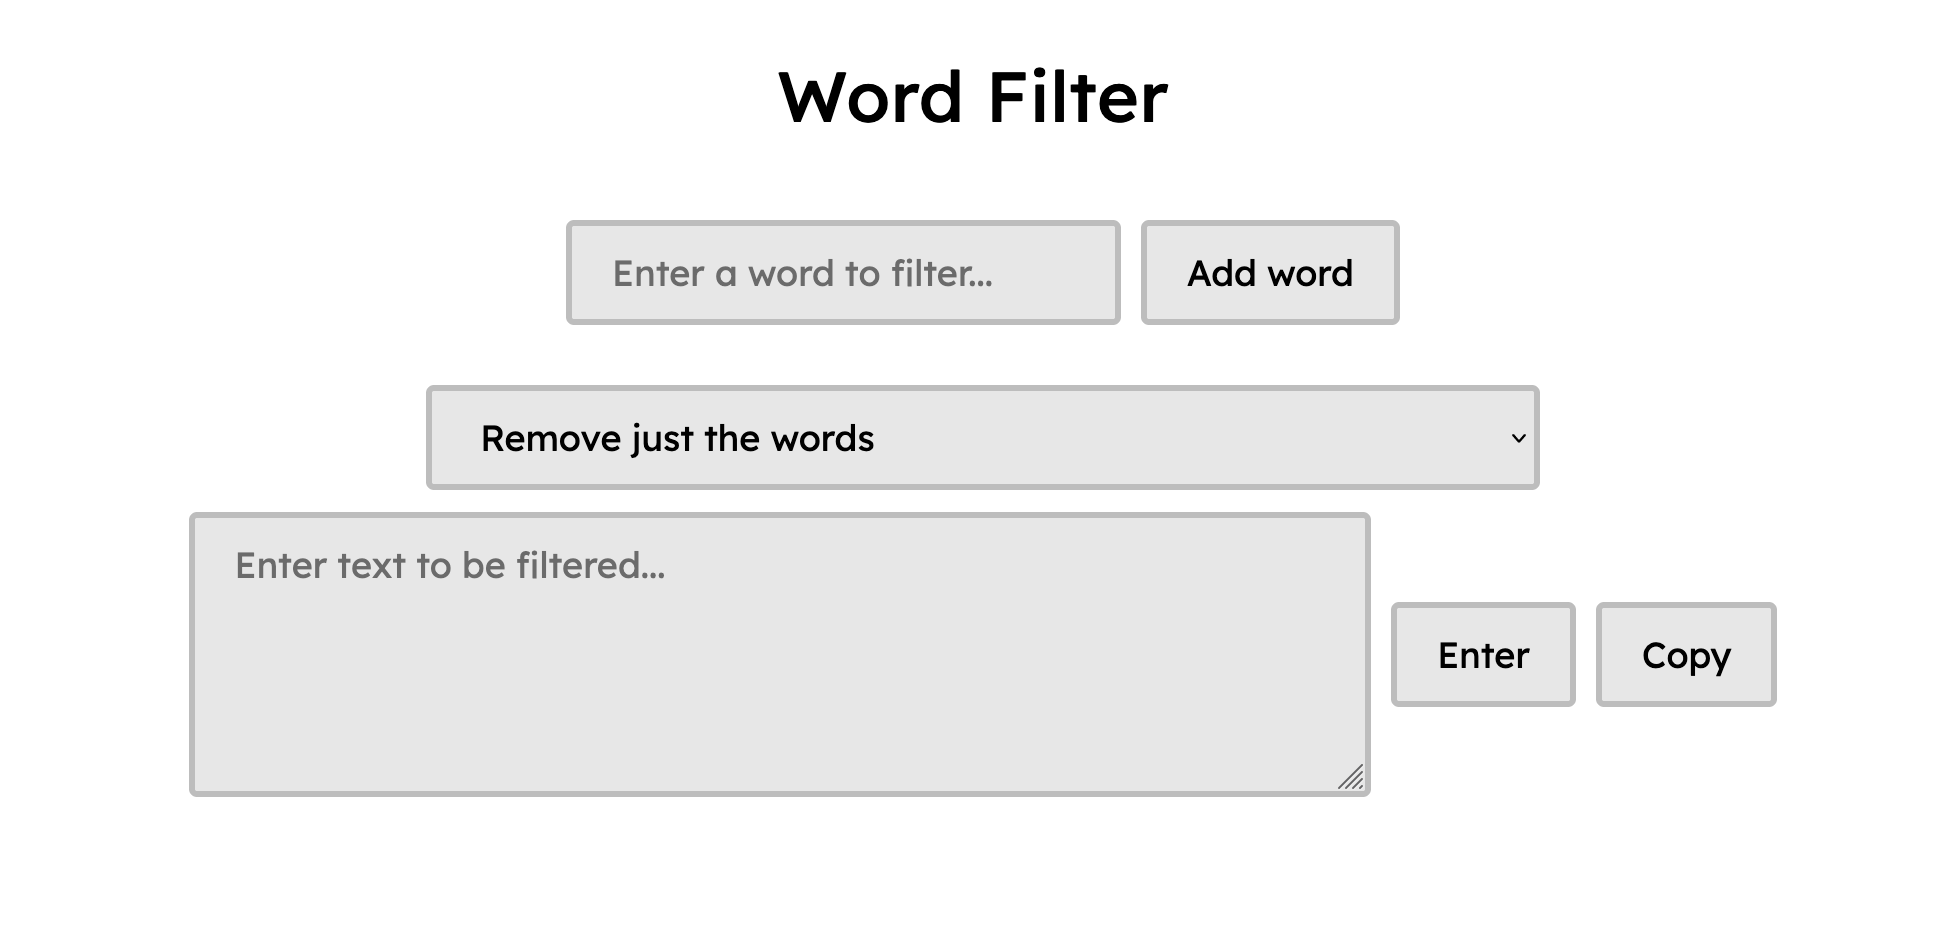 Word Filter
Enter a word to filter...
Add word
Remove just the words
Enter text to be filtered...
Enter
Copy